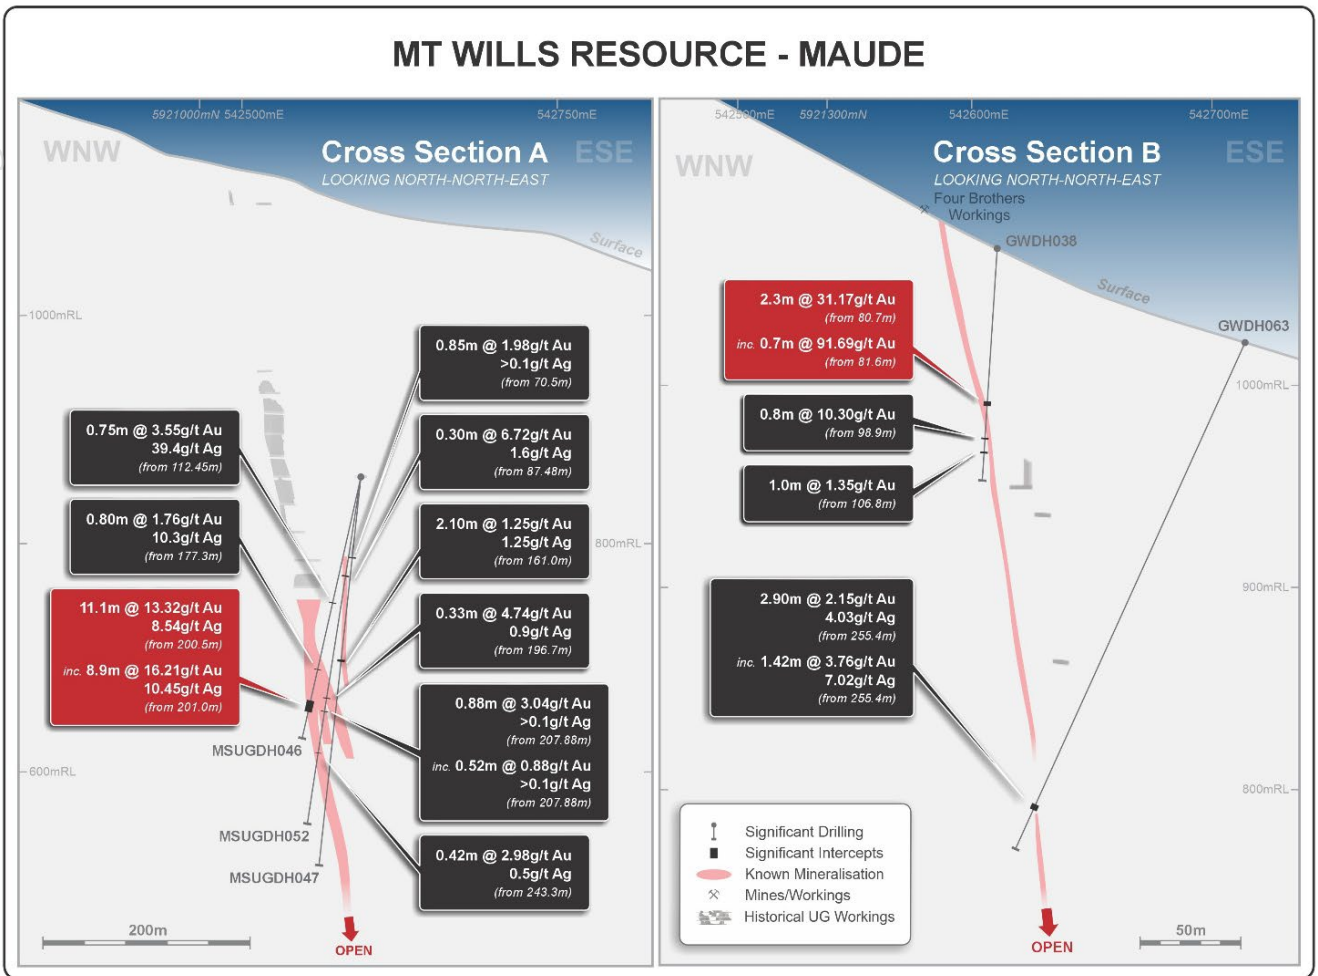 MT WILLS RESOURCE - MAUDE
5921000mN 542500mE
542750mE
WNW
Cross Section A
ESE
LOOKING NORTH-NORTH-EAST
Surface
1000mRL
800mRL
600mRL
0.75m @ 3.55g/t Au
39.4g/t Ag
(from 112.45m)
0.80m @ 1.76g/t Au
10.3g/t Ag
(from 177.3m)
11.1m @ 13.32g/t Au
8.54g/t Ag
(from 200.5m)
inc. 8.9m @ 16.21g/t Au
10.45g/t Ag
(from 201.0m)
0.85m @ 1.98g/t Au
>0.1g/t Ag
(from 70.5m)
0.30m @ 6.72g/t Au
1.6g/t Ag
(from 87.48m)
2.10m @ 1.25g/t Au
1.25g/t Ag
(from 161.0m)
0.33m @ 4.74g/t Au
0.9g/t Ag
(from 196.7m)
0.88m @ 3.04g/t Au
>0.1g/t Ag
(from 207.88m)
inc. 0.52m @ 0.88g/t Au
>0.1g/t Ag
(from 207.88m)
0.42m @ 2.98g/t Au
0.5g/t Ag
(from 243.3m)
MSUGDH046
MSUGDH052
MSUGDH047
200m
OPEN
542500mE
5921300mN
542600mE
542700mE
WNW
Cross Section B
ESE
LOOKING NORTH-NORTH-EAST
Four Brothers
Workings
GWDH038
Surface
GWDH063
1000mRL
900mRL
800mRL
2.3m @ 31.17g/t Au
(from 80.7m)
inc. 0.7m @ 91.69g/t Au
(from 81.6m)
0.8m @ 10.30g/t Au
(from 98.9m)
1.0m @ 1.35g/t Au
(from 106.8m)
2.90m @ 2.15g/t Au
4.03g/t Ag
(from 255.4m)
inc. 1.42m @ 3.76g/t Au
7.02g/t Ag
(from 255.4m)
Significant Drilling
Significant Intercepts
Known Mineralisation
Mines/Workings
Historical UG Workings
OPEN
50m